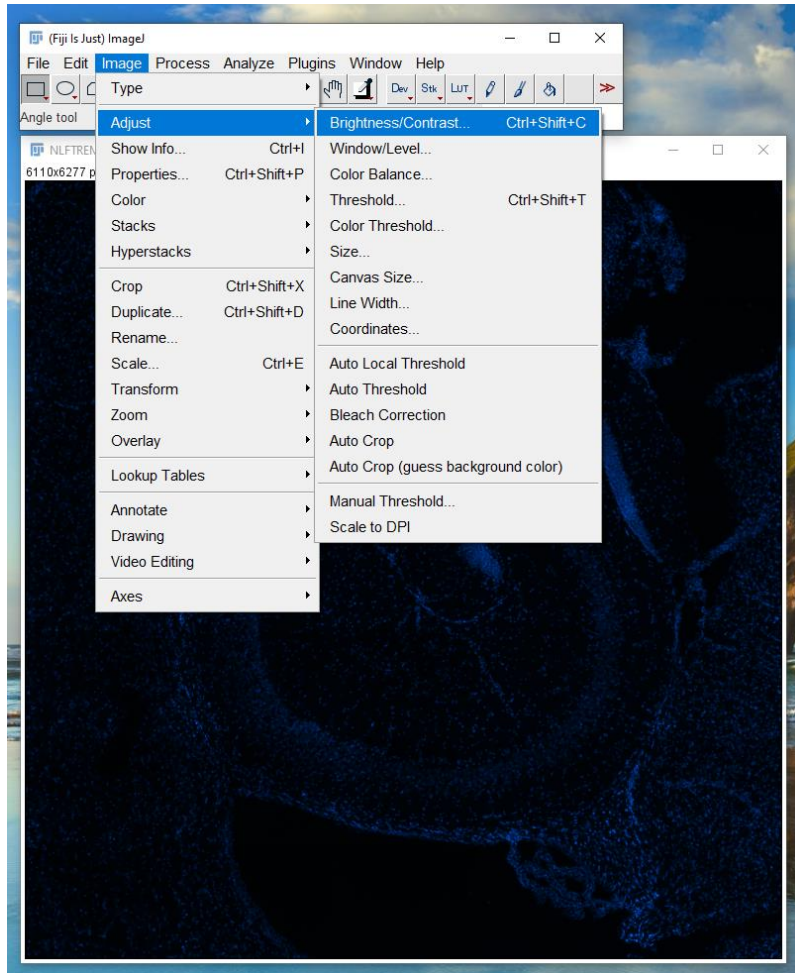 (Fiji Is Just) ImageJ
File Edit Image Process Analyze Plugins Window Help
Dev Stk LUT
Angle tool
6110x6277
Type
Adjust
Show Info... Ctrl+I
Properties... Ctrl+Shift+P
Color
Stacks
Hyperstacks
Crop Ctrl+Shift+X
Duplicate... Ctrl+Shift+D
Rename...
Scale... Ctrl+E
Transform
Zoom
Overlay
Lookup Tables
Annotate
Drawing
Video Editing
Axes
Brightness/Contrast... Ctrl+Shift+C
Window/Level...
Color Balance...
Threshold... Ctrl+Shift+T
Color Threshold...
Size...
Canvas Size...
Line Width...
Coordinates...
Auto Local Threshold
Auto Threshold
Bleach Correction
Auto Crop
Auto Crop (guess background color)
Manual Threshold...
Scale to DPI